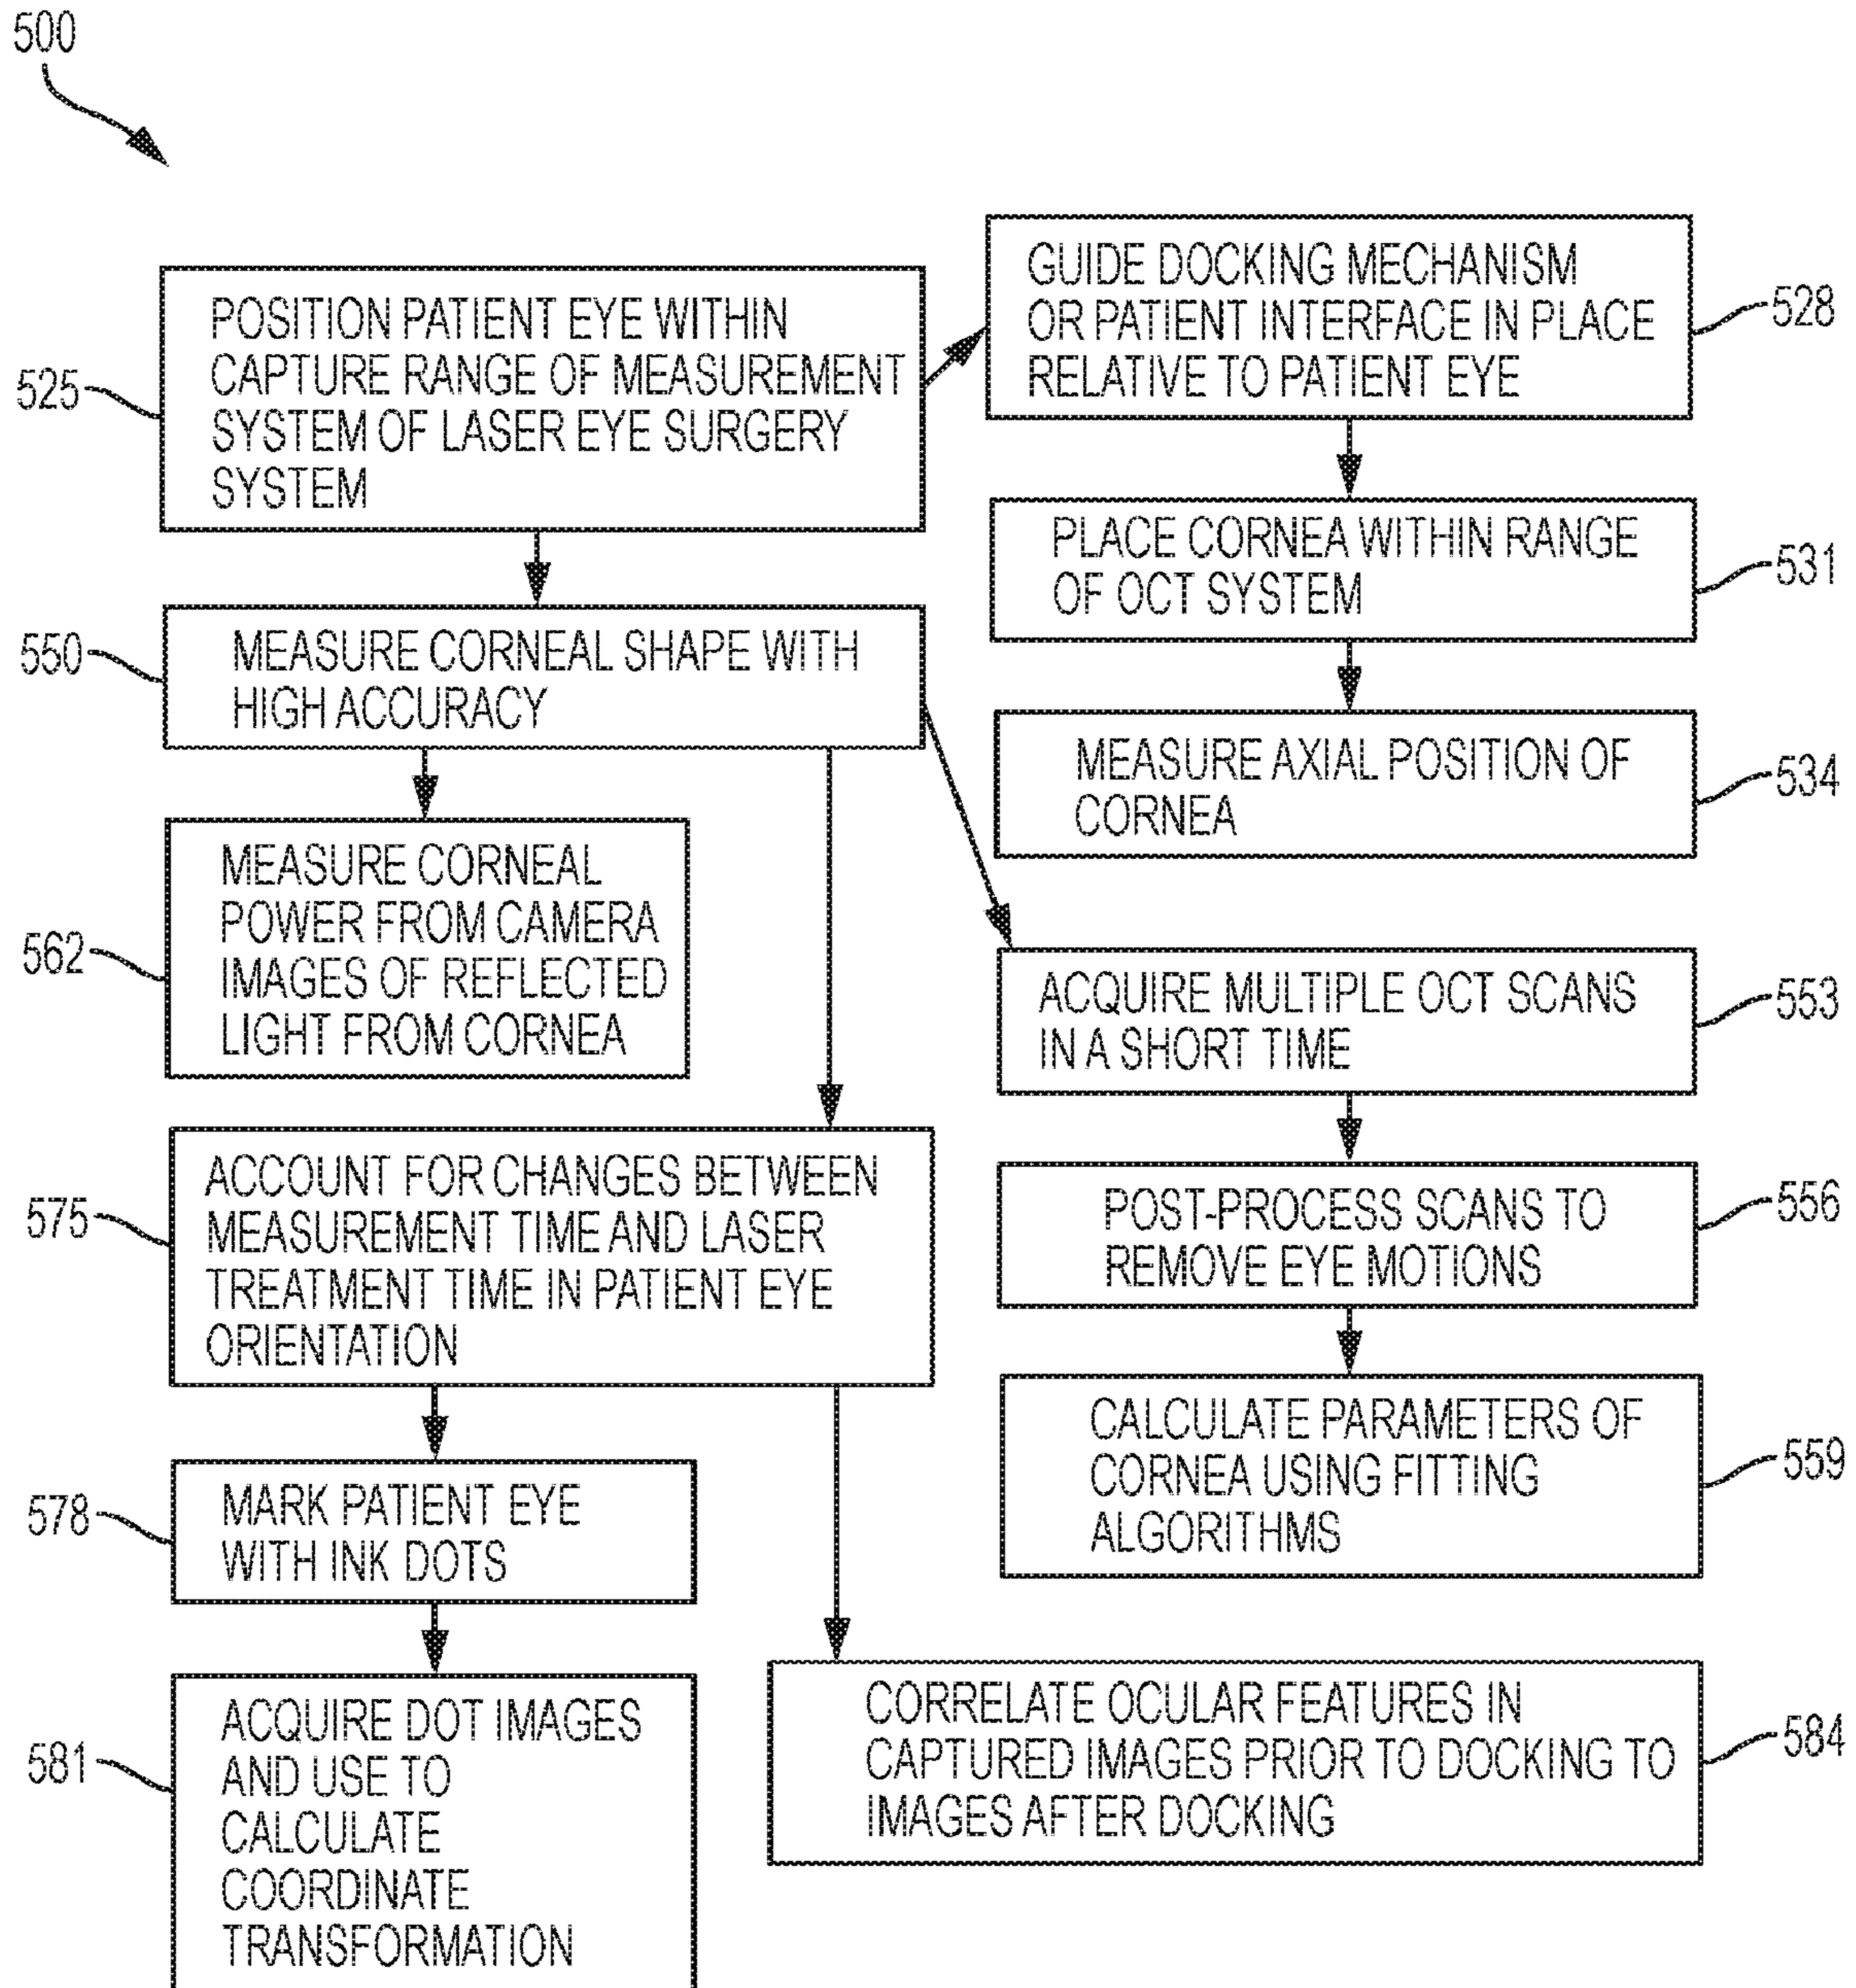 500
525
POSITION PATIENT EYE WITHIN
CAPTURE RANGE OF MEASUREMENT
SYSTEM OF LASER EYE SURGERY
SYSTEM
GUIDE DOCKING MECHANISM
OR PATIENT INTERFACE IN PLACE
RELATIVE TO PATIENT EYE
528
PLACE CORNEA WITHIN RANGE
OF OCT SYSTEM
531
MEASURE AXIAL POSITION OF
CORNEA
534
550
MEASURE CORNEAL SHAPE WITH
HIGH ACCURACY
562
MEASURE CORNEAL
POWER FROM CAMERA
IMAGES OF REFLECTED
LIGHT FROM CORNEA
ACQUIRE MULTIPLE OCT SCANS
IN A SHORT TIME
553
POST-PROCESS SCANS TO
REMOVE EYE MOTIONS
556
CALCULATE PARAMETERS OF
CORNEA USING FITTING
ALGORITHMS
559
575
ACCOUNT FOR CHANGES BETWEEN
MEASUREMENT TIME AND LASER
TREATMENT TIME IN PATIENT EYE
ORIENTATION
578
MARK PATIENT EYE
WITH INK DOTS
581
ACQUIRE DOT IMAGES
AND USE TO
CALCULATE
COORDINATE
TRANSFORMATION
CORRELATE OCULAR FEATURES IN
CAPTURED IMAGES PRIOR TO DOCKING TO
IMAGES AFTER DOCKING
584